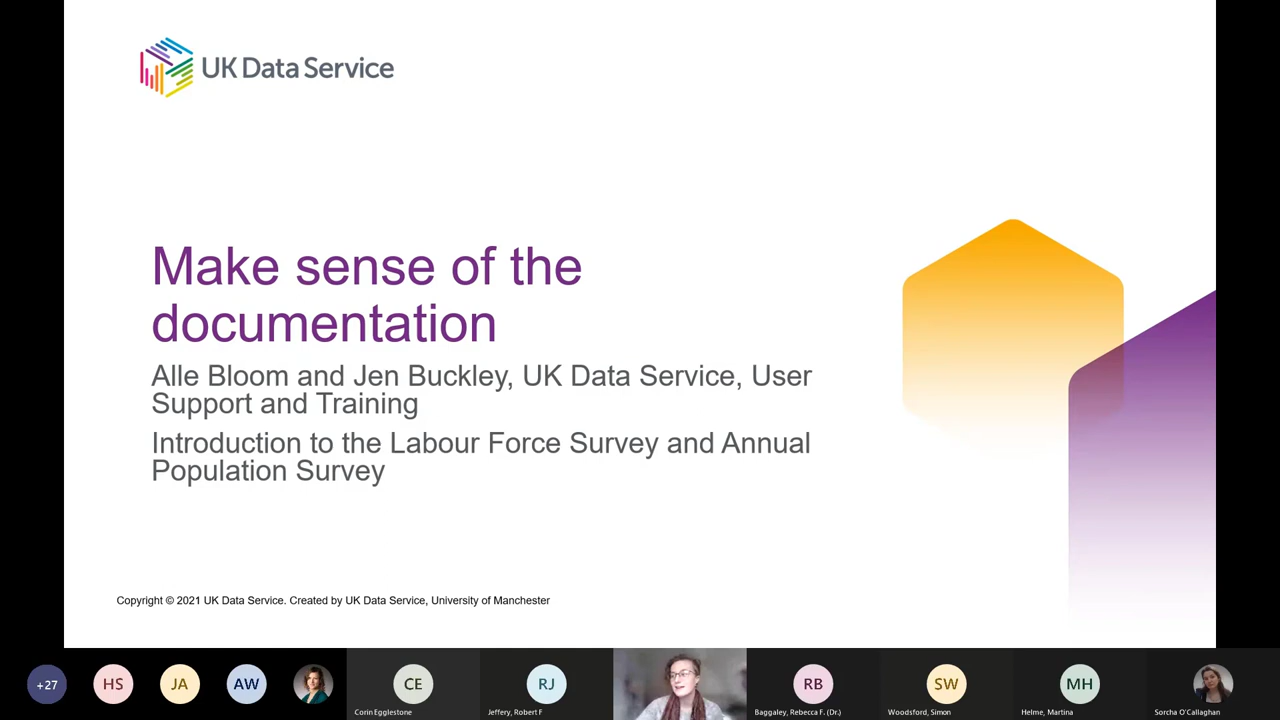 UK Data Service
Make sense of the
documentation
Alle Bloom and Jen Buckley, UK Data Service, User
Support and Training
Introduction to the Labour Force Survey and Annual
Population Survey
Copyright © 2021 UK Data Service. Created by UK Data Service, University of Manchester
+27
HS
JA
AW
CE
Corin Egglestone
RJ
Jeffery, Robert F
RB
Baggaley, Rebecca F. (Dr.)
SW
Woodsford, Simon
MH
Helme, Martina
Sorcha O'Callaghan